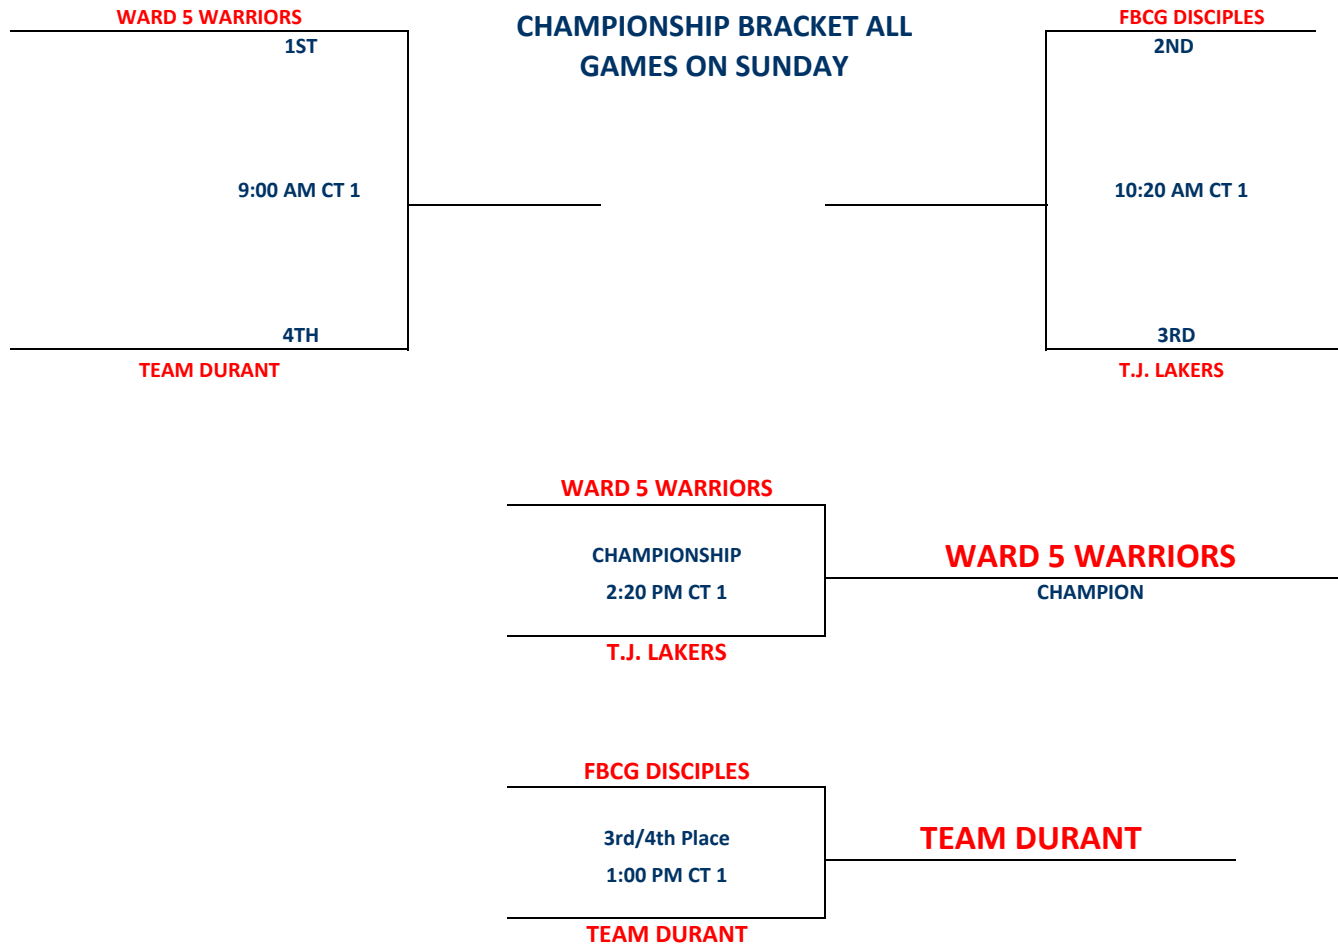 WARD 5 WARRIORS
1ST
CHAMPIONSHIP BRACKET ALL
GAMES ON SUNDAY
FBCG DISCIPLES
2ND
9:00 AM CT 1
10:20 AM CT 1
4TH
TEAM DURANT
3RD
T.J. LAKERS
WARD 5 WARRIORS
CHAMPIONSHIP
2:20 PM CT 1
T.J. LAKERS
WARD 5 WARRIORS
CHAMPION
FBCG DISCIPLES
3rd/4th Place
1:00 PM CT 1
TEAM DURANT
TEAM DURANT